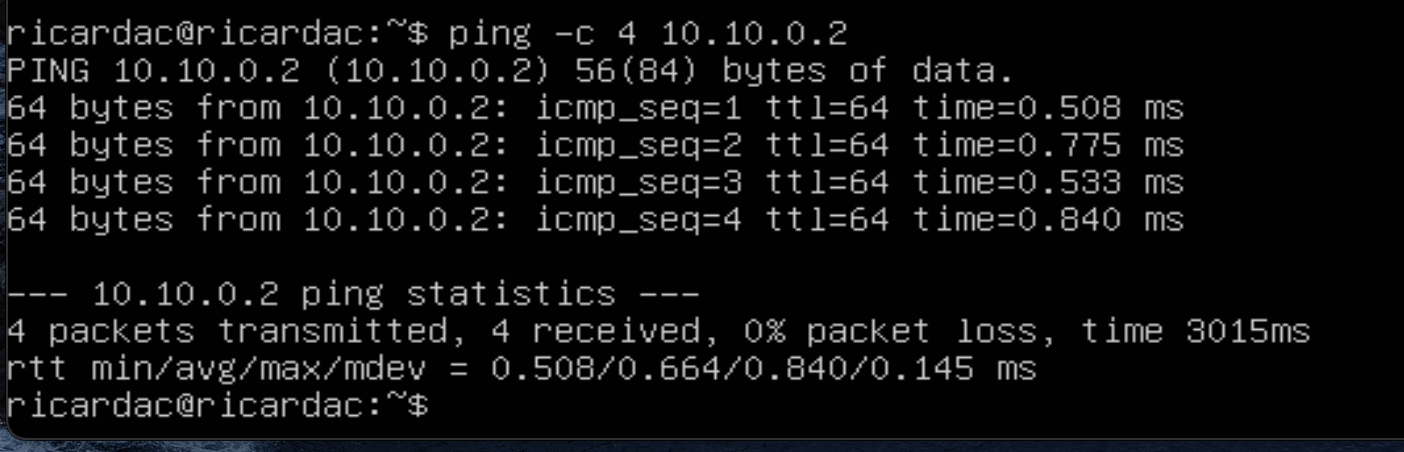 ricardac@ricardac:~$ ping -c 4 10.10.0.2
PING 10.10.0.2 (10.10.0.2) 56(84) bytes of data.
64 bytes from 10.10.0.2: icmp_seq=1 ttl=64 time=0.508 ms
64 bytes from 10.10.0.2: icmp_seq=2 ttl=64 time=0.775 ms
64 bytes from 10.10.0.2: icmp_seq=3 ttl=64 time=0.533 ms
64 bytes from 10.10.0.2: icmp_seq=4 ttl=64 time=0.840 ms
--- 10.10.0.2 ping statistics ---
4 packets transmitted, 4 received, 0% packet loss, time 3015ms
rtt min/avg/max/mdev = 0.508/0.664/0.840/0.145 ms
ricardac@ricardac:~$